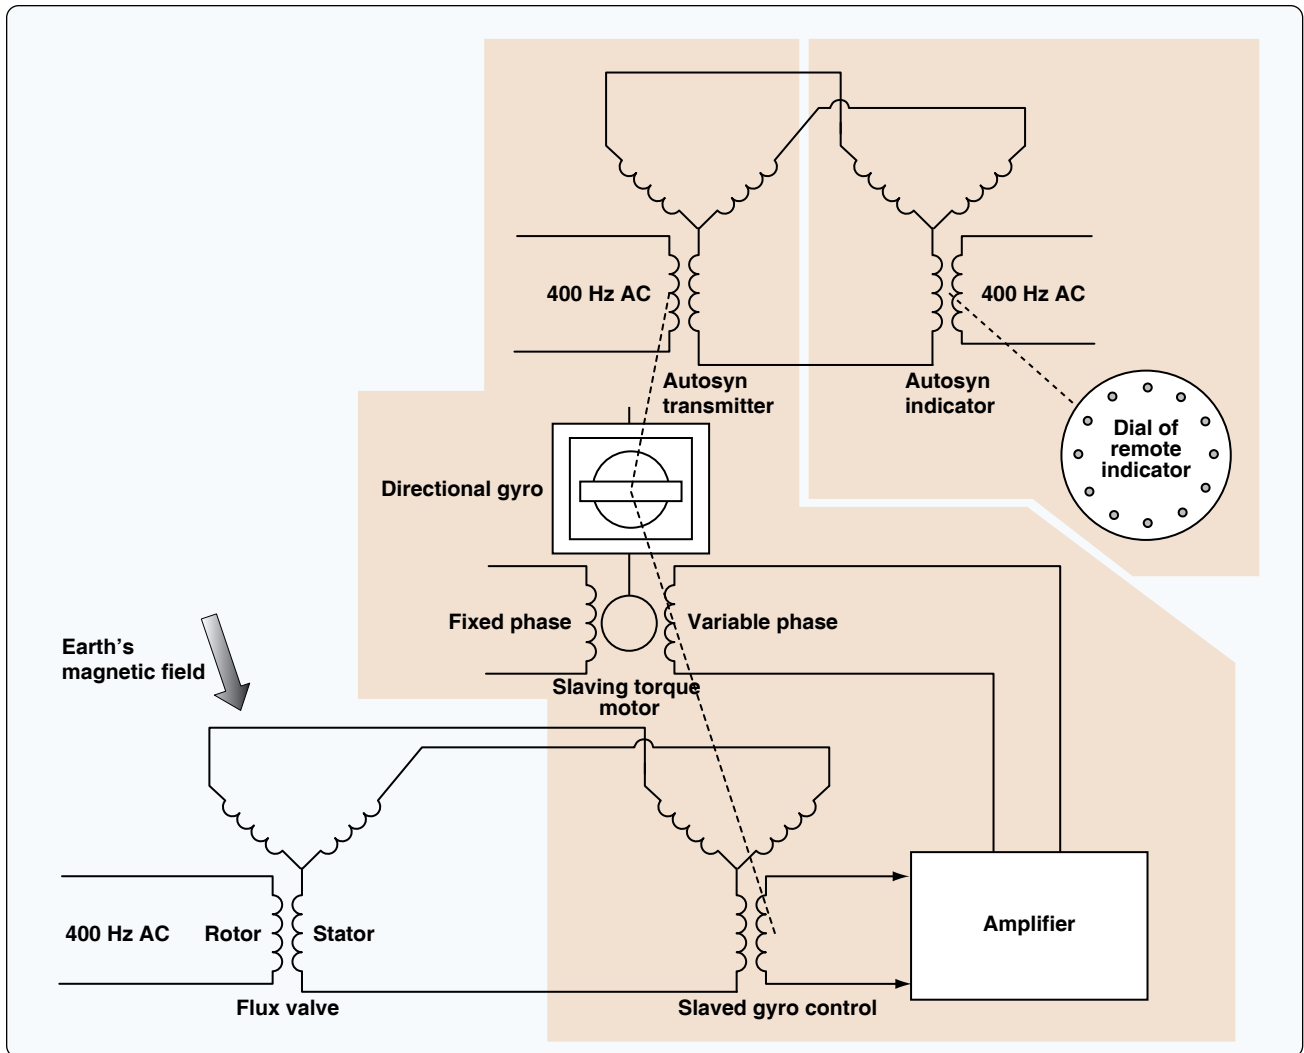 400 Hz AC
400 Hz AC
Autosyn
transmitter
Autosyn
indicator
Dial of
remote
indicator
Directional gyro
Fixed phase
Variable phase
Earth's
magnetic field
Slaving torque
motor
400 Hz AC
Rotor
Stator
Amplifier
Flux valve
Slaved gyro control